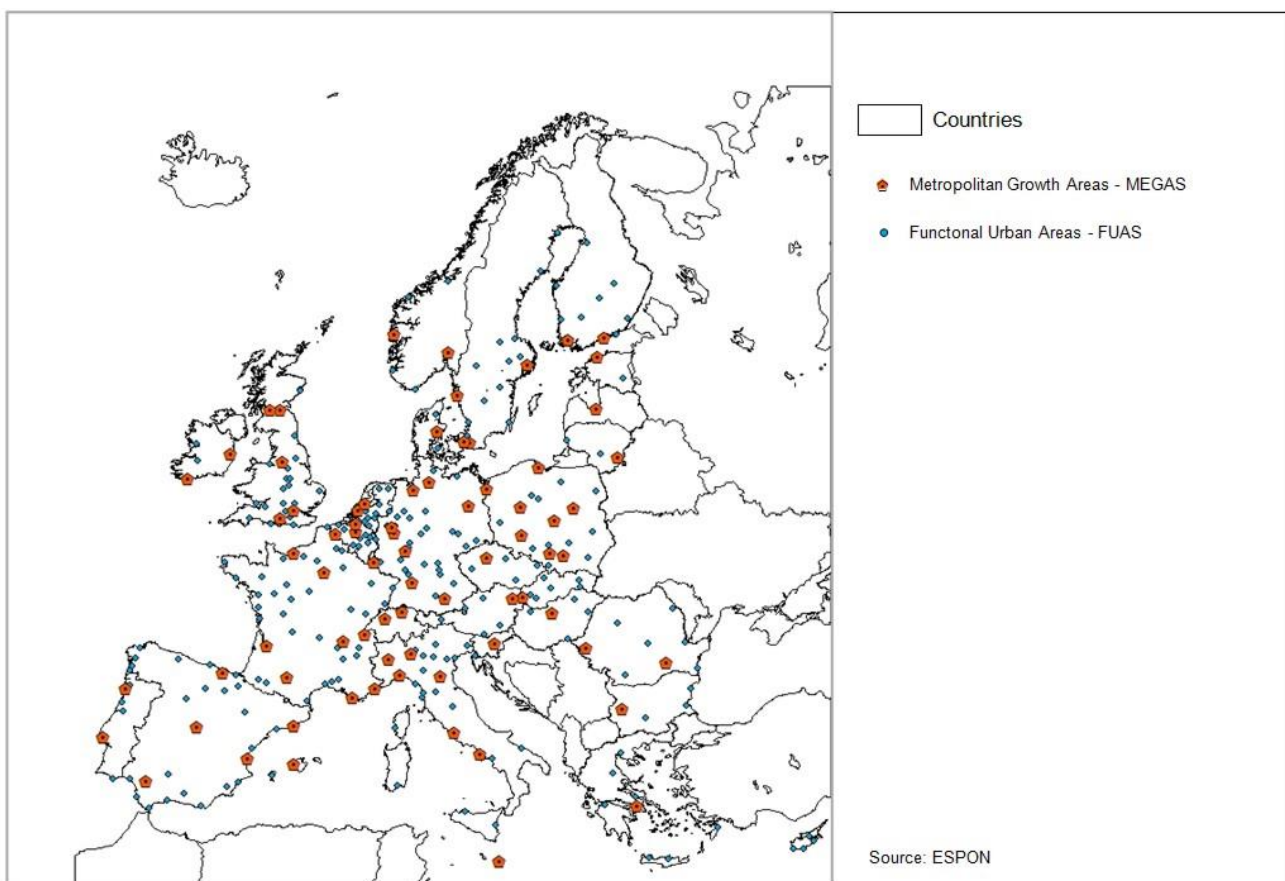 Countries
Metropolitan Growth Areas - MEGAS
Functonal Urban Areas - FUAS
Source: ESPON